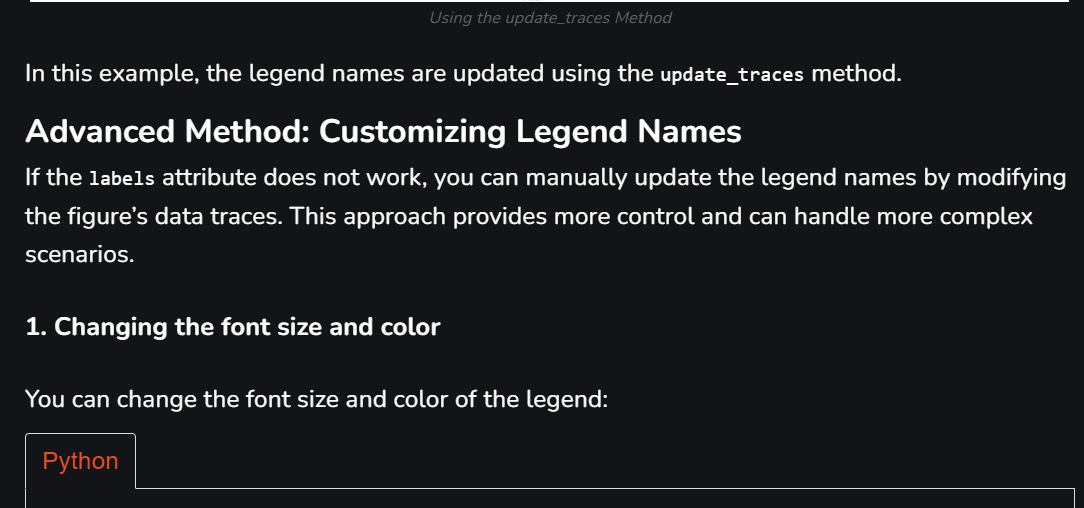 Using the update_traces Method
In this example, the legend names are updated using the update_traces method.
Advanced Method: Customizing Legend Names
If the labels attribute does not work, you can manually update the legend names by modifying
the figure’s data traces. This approach provides more control and can handle more complex
scenarios.
1. Changing the font size and color
You can change the font size and color of the legend:
Python